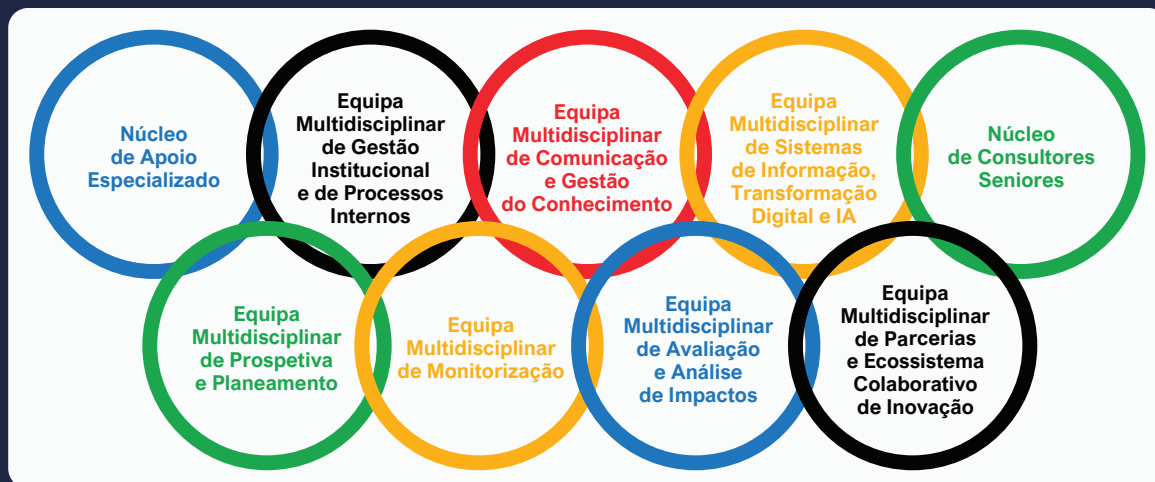 Núcleo
de Apoio
Especializado
Equipa
Multidisciplinar
de Gestão
Institucional
e de Processos
Internos
Equipa
Multidisciplinar
de Comunicação
e Gestão
do Conhecimento
Equipa
Multidisciplinar
de Sistemas
de Informação,
Transformação
Digital e IA
Núcleo
de Consultores
Seniores
Equipa
Multidisciplinar
de Prospetiva
e Planeamento
Equipa
Multidisciplinar
de Monitorização
Equipa
Multidisciplinar
de Avaliação
e Análise
de Impactos
Equipa
Multidisciplinar
de Parcerias
e Ecossistema
Colaborativo
de Inovação